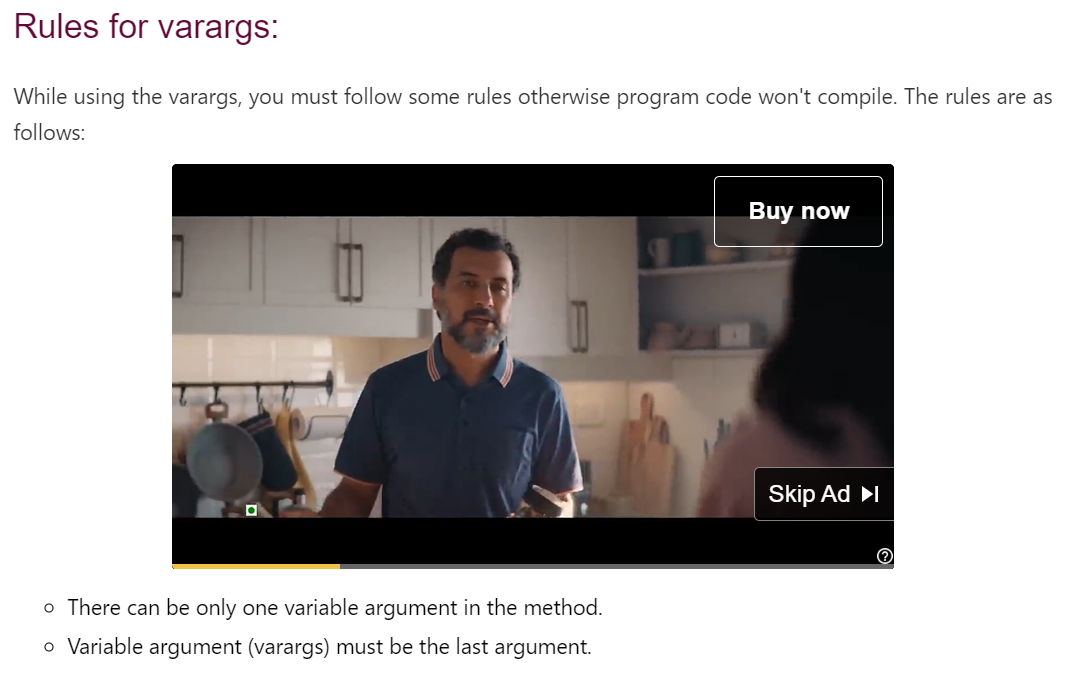 Rules for varargs:
While using the varargs, you must follow some rules otherwise program code won't compile. The rules are as
follows:
Buy now
Skip Ad
?
There can be only one variable argument in the method.
Variable argument (varargs) must be the last argument.